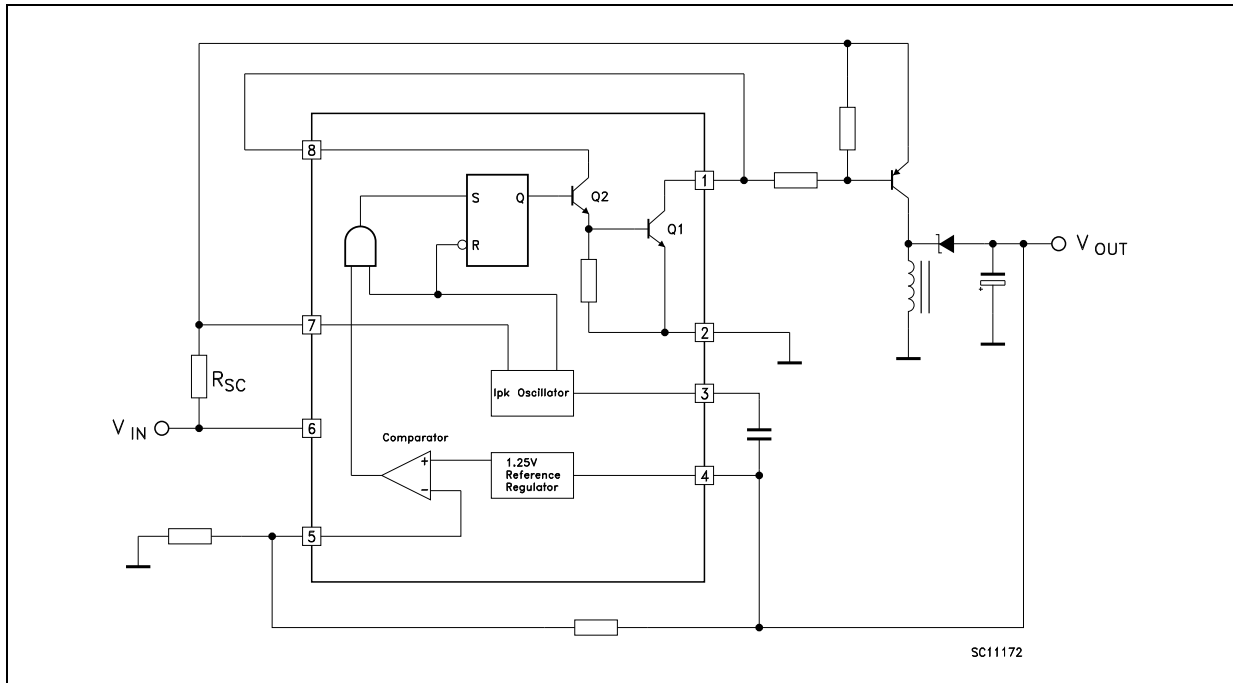 8
S Q
Q2
1
Q1
R
V OUT
+
7
2
RSC
Ipk Oscillator
3
V IN
6
Comparator
+
1.25V
Reference
Regulator
4
−
5
SC11172